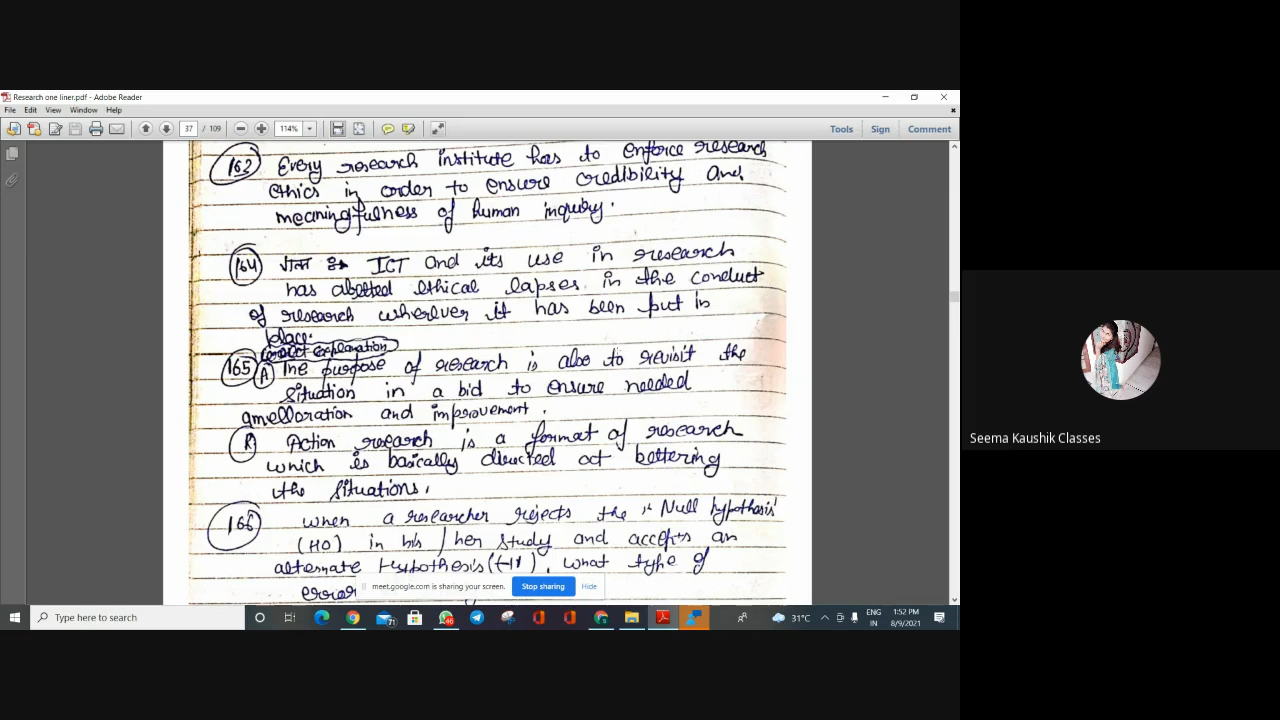 Research one liner.pdf - Adobe Reader
File Edit View Window Help
37 / 109 114% Tools Sign Comment
163 Every research institute has to enforce research
ethics in order to ensure credibility and
meaningfulness of human inquiry.
164 ICT and its use in research
has abetted ethical lapses in the conduct
of research wherever it has been put in
place.
correct explanation
165 A The purpose of research is also to revisit the
situation in a bid to ensure needed
amelloration and improvement.
R Action research is a format of research
which is basically directed at bettering
the situations.
166 When a researcher rejects the "Null hypothesis'
(HO) in his/her study and accepts an
alternate Hypothesis (H1), what type of
error
meet.google.com is sharing your screen. Stop sharing Hide
Seema Kaushik Classes
Type here to search
71
31°C
ENG
IN
1:52 PM
8/9/2021